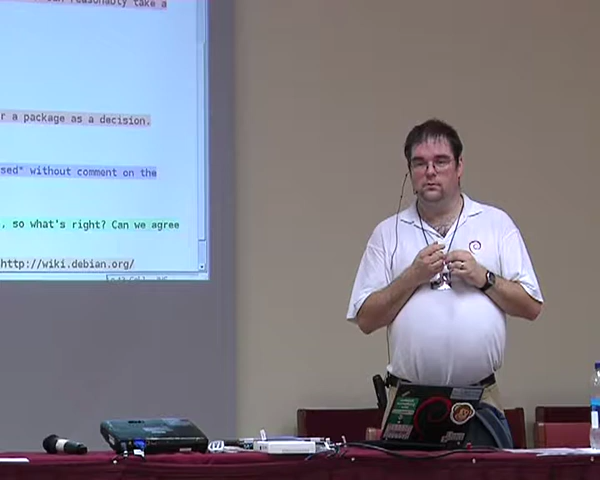 reasonably take a
r a package as a decision.
sed" without comment on the
, so what's right? Can we agree
http://wiki.debian.org/